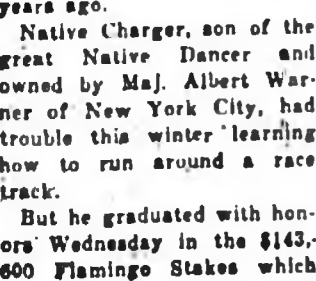 years ago.
Native Charger, son of the
great Native Dancer and
owned by Maj. Albert War-
ner of New York City, had
trouble this winter learning
how to run around a race
track.
But he graduated with hon-
ors Wednesday in the $143,-
600 Flamingo Stakes which